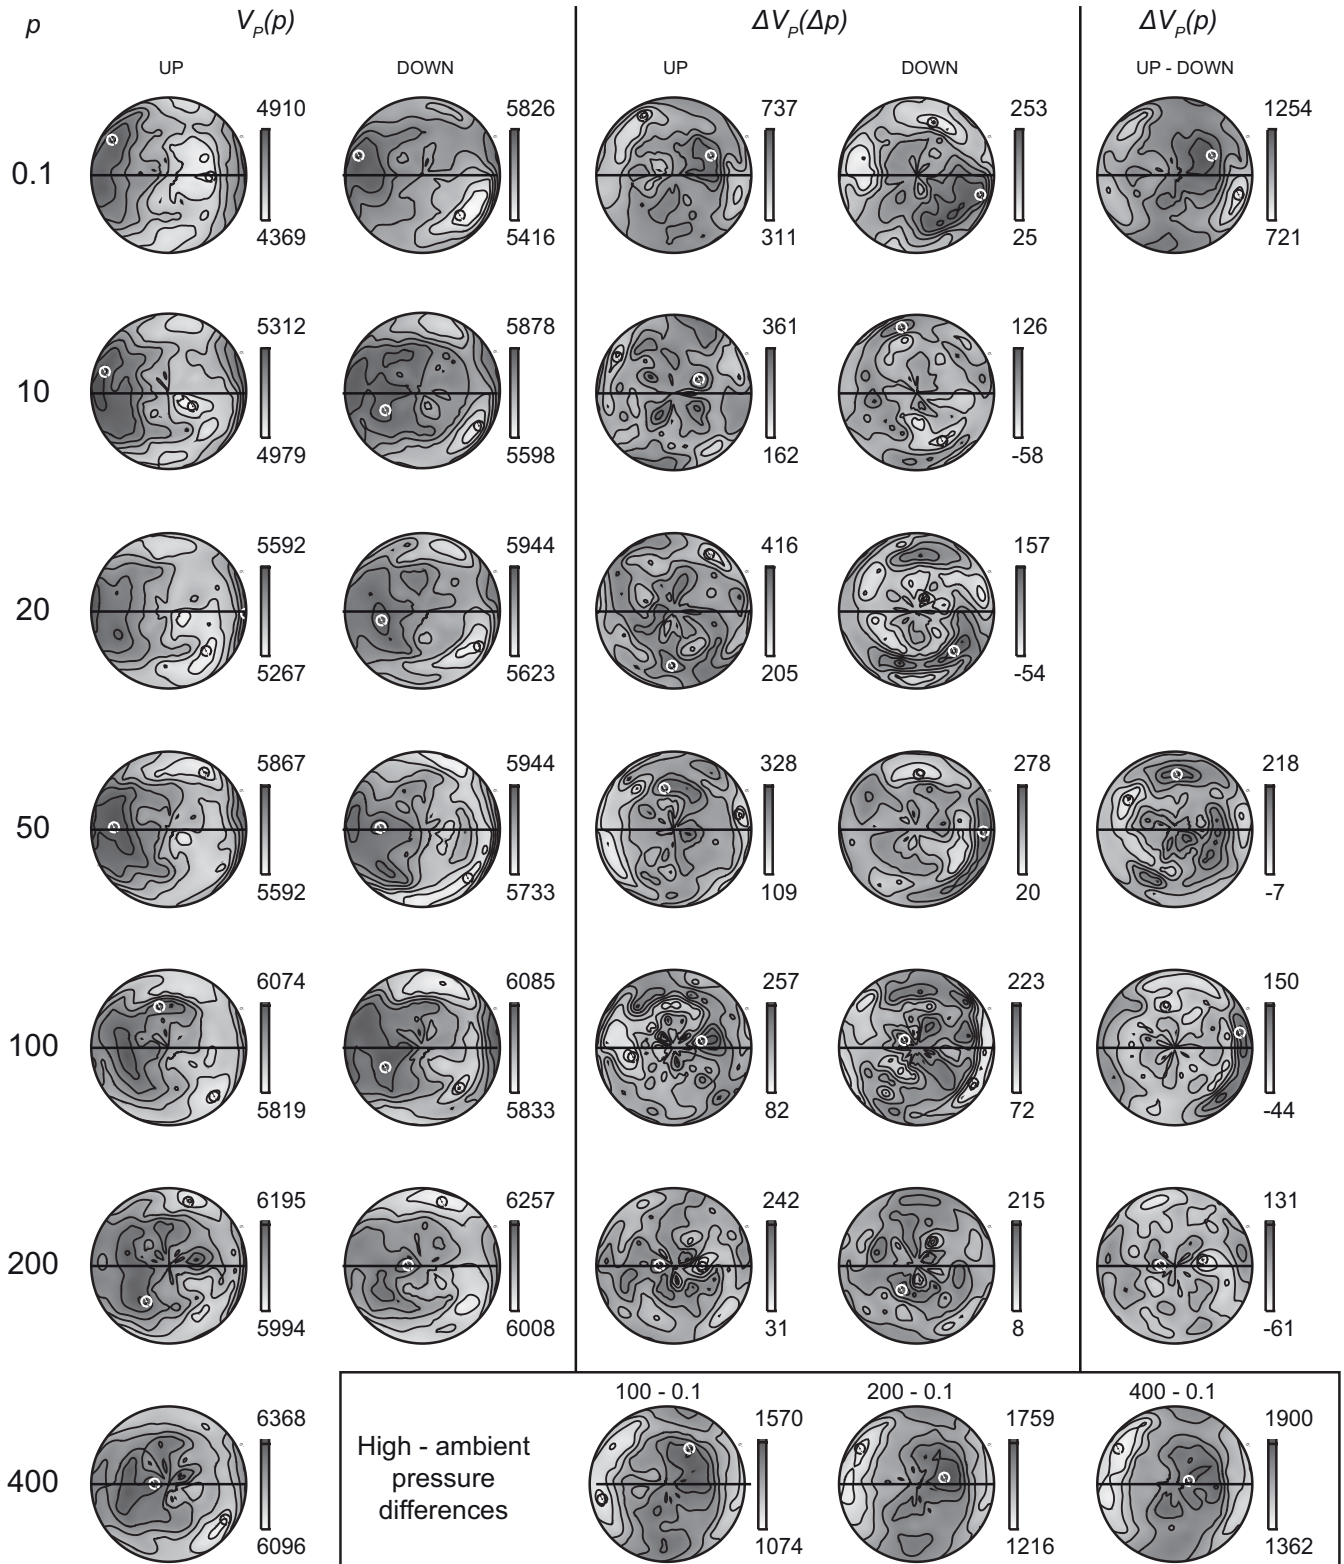 p V_P(p) ΔV_P(Δp) ΔV_P(p)
UP DOWN UP DOWN UP - DOWN
4910 5826 737 253 1254
0.1
4369 5416 311 25 721
5312 5878 361 126
10
4979 5598 162 -58
5592 5944 416 157
20
5267 5623 205 -54
5867 5944 328 278 218
50
5592 5733 109 20 -7
6074 6085 257 223 150
100
5819 5833 82 72 -44
6195 6257 242 215 131
200
5994 6008 31 8 -61
100 - 0.1 200 - 0.1 400 - 0.1
6368 1570 1759 1900
400
High - ambient
pressure
differences
6096 1074 1216 1362